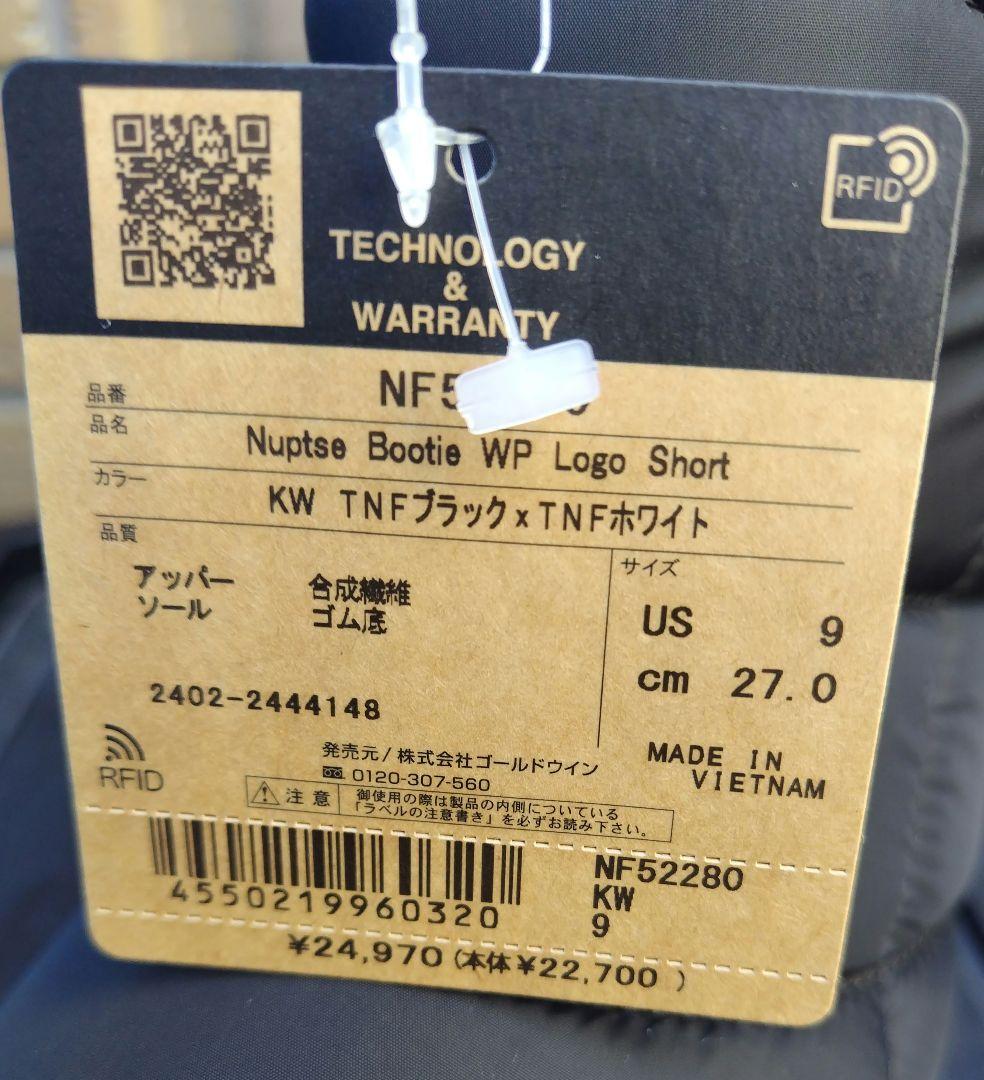 RFID
TECHNOLOGY
&
WARRANTY
品番
品名 Nuptse Bootie WP Logo Short
カラー KW TNFブラックxTNFホワイト
品質
サイズ
アッパー 合成繊維
ソール ゴム底
US 9
cm 27.0
2402-2444148
RFID
発売元/株式会社ゴールドウイン
0120-307-560
MADE IN
VIETNAM
注意 御使用の際は製品の内側についている
「ラベルの注意書き」を必ずお読み下さい。
4550219960320
NF52280
KW
9
¥24,970(本体¥22,700 )